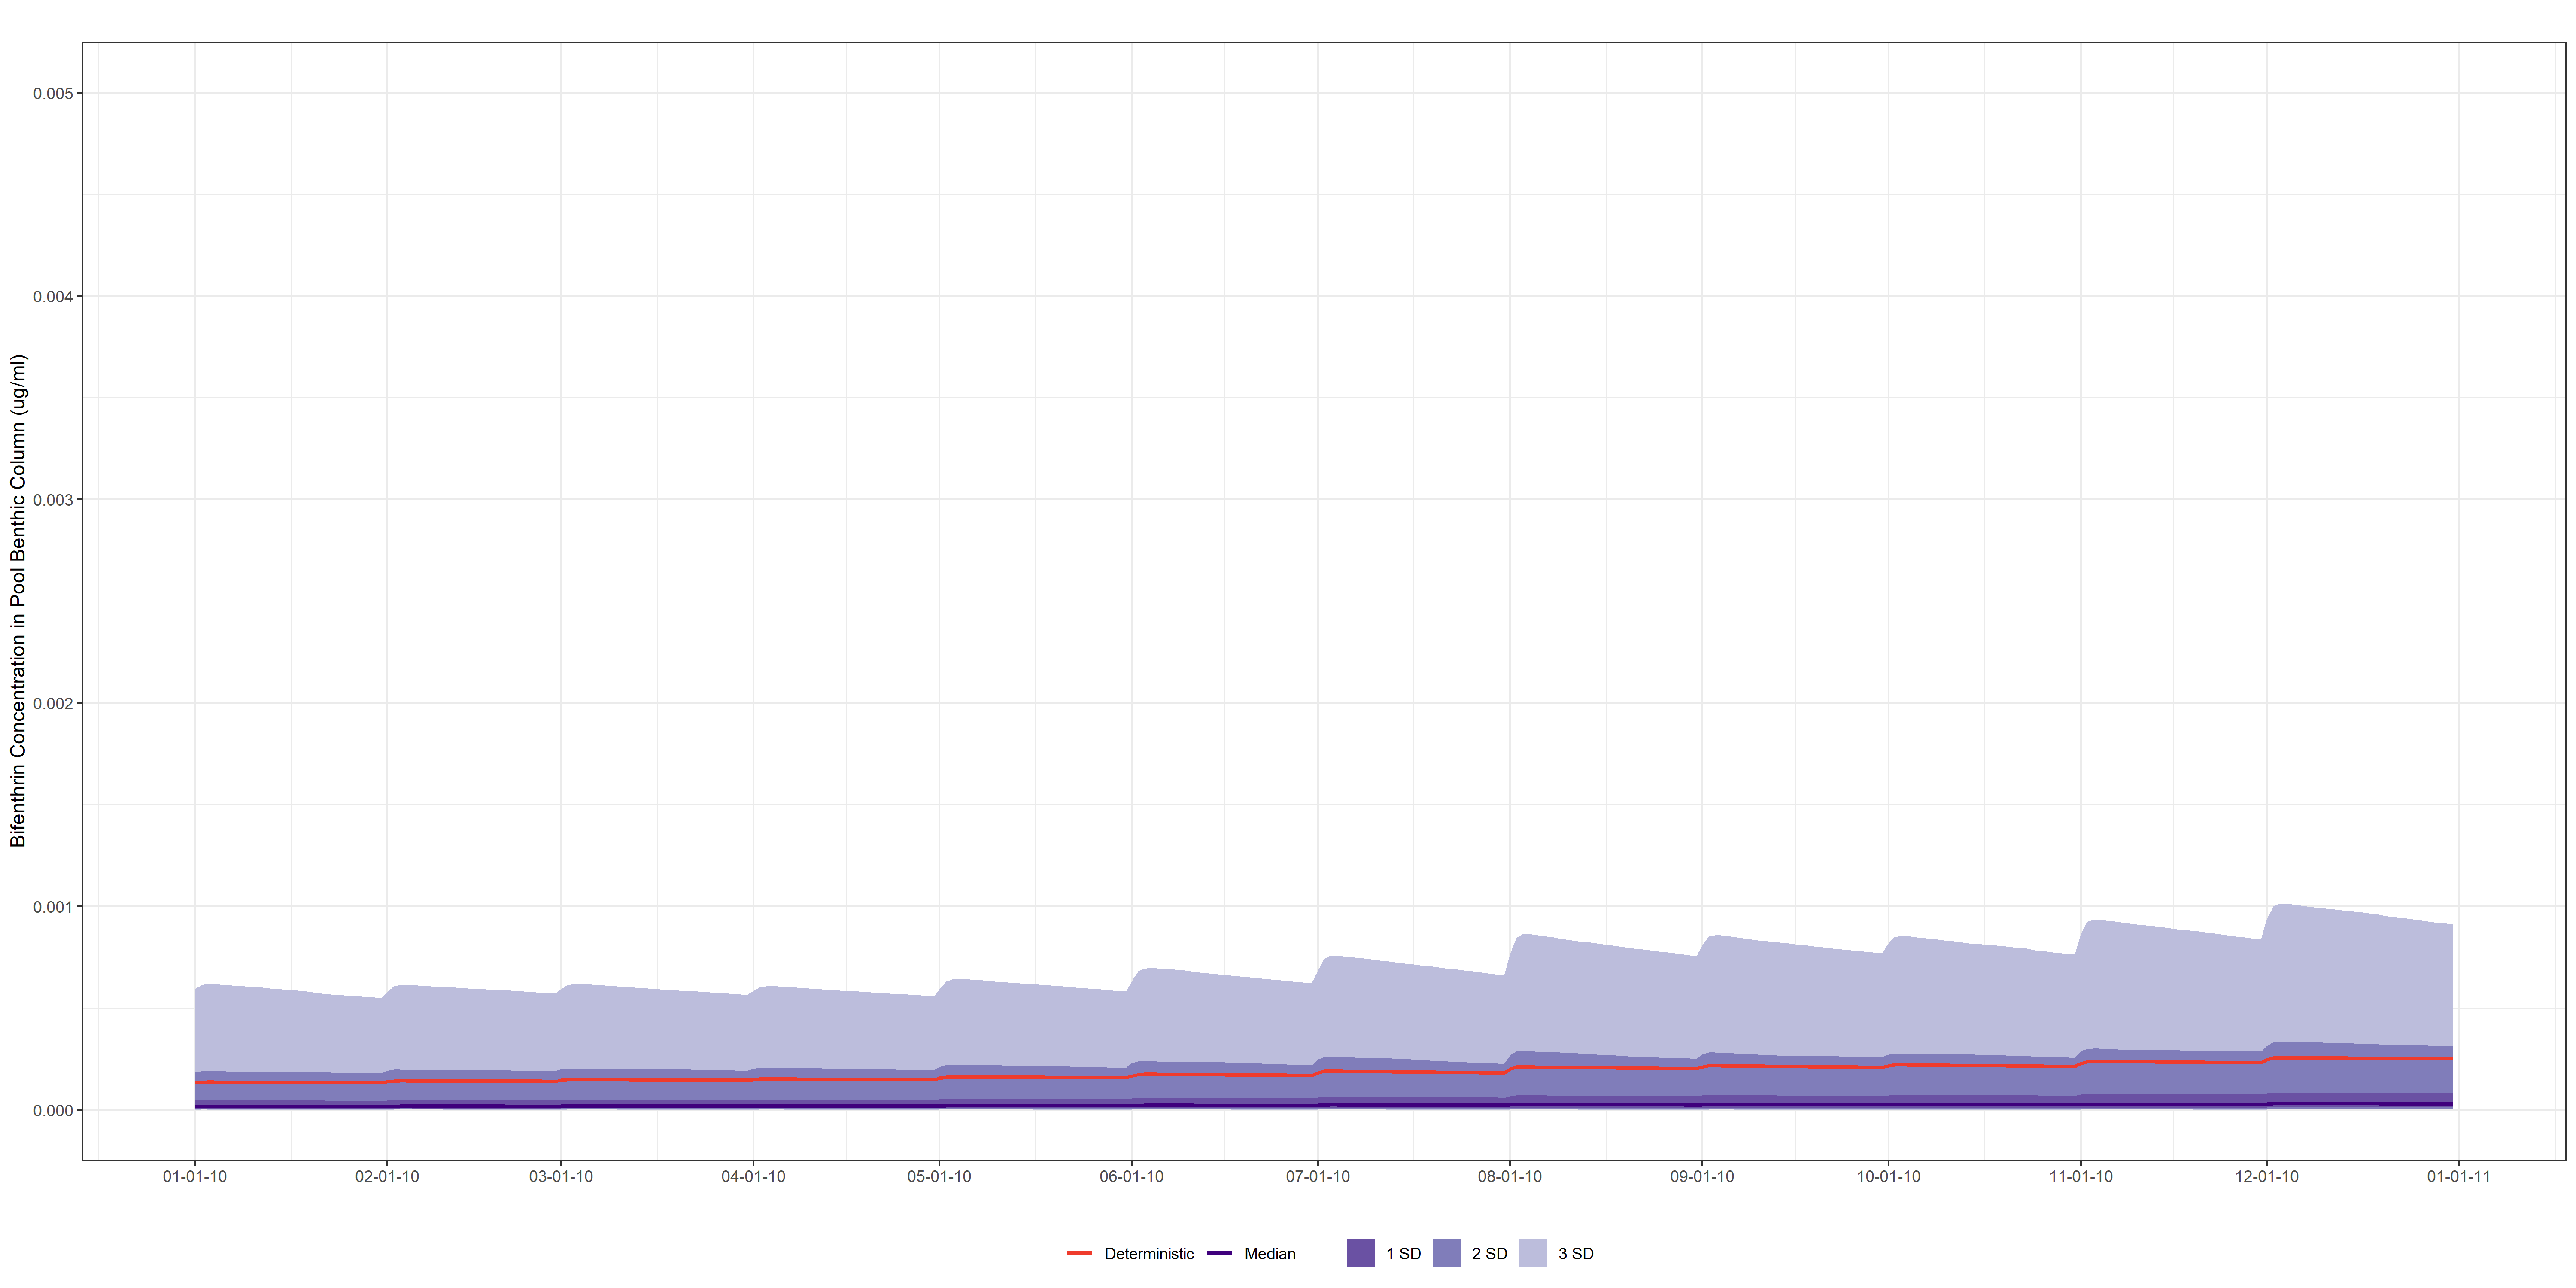 Bifenthrin Concentration in Pool Benthic Column (ug/ml)
0.005
0.004
0.003
0.002
0.001
0.000
01-01-10 02-01-10 03-01-10 04-01-10 05-01-10 06-01-10 07-01-10 08-01-10 09-01-10 10-01-10 11-01-10 12-01-10 01-01-11
Deterministic Median 1 SD 2 SD 3 SD